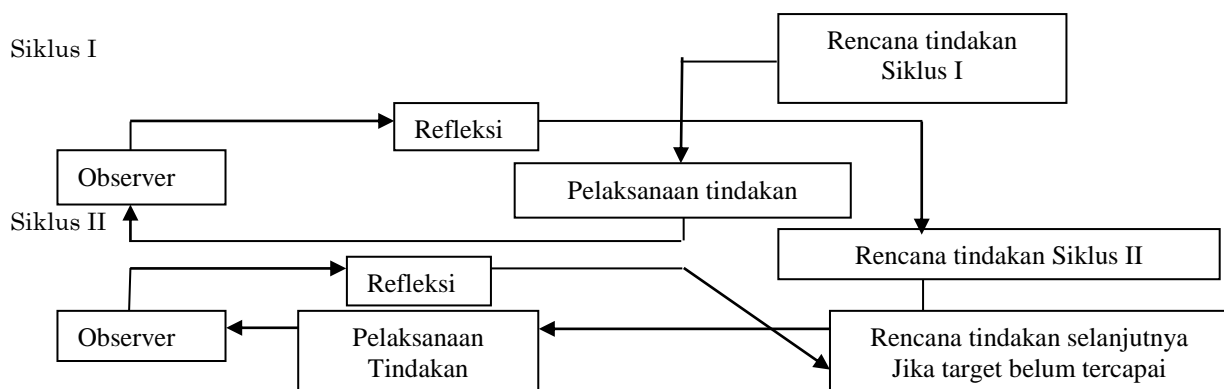 Rencana tindakan
Siklus I
Siklus I
Refleksi
Observer
Pelaksanaan tindakan
Siklus II
Rencana tindakan Siklus II
Refleksi
Observer
Pelaksanaan
Tindakan
Rencana tindakan selanjutnya
Jika target belum tercapai